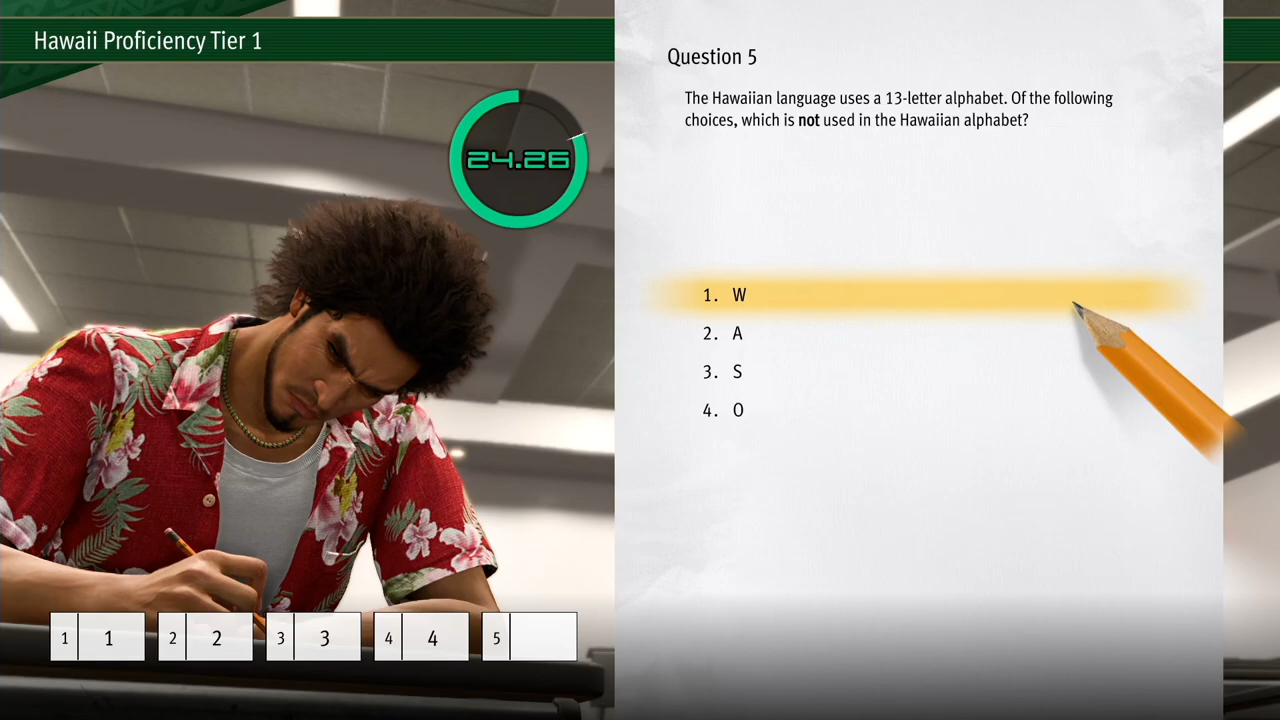 Hawaii Proficiency Tier 1
24.26
Question 5
The Hawaiian language uses a 13-letter alphabet. Of the following
choices, which is not used in the Hawaiian alphabet?
1. W
2. A
3. S
4. O
1 1 2 2 3 3 4 4 5